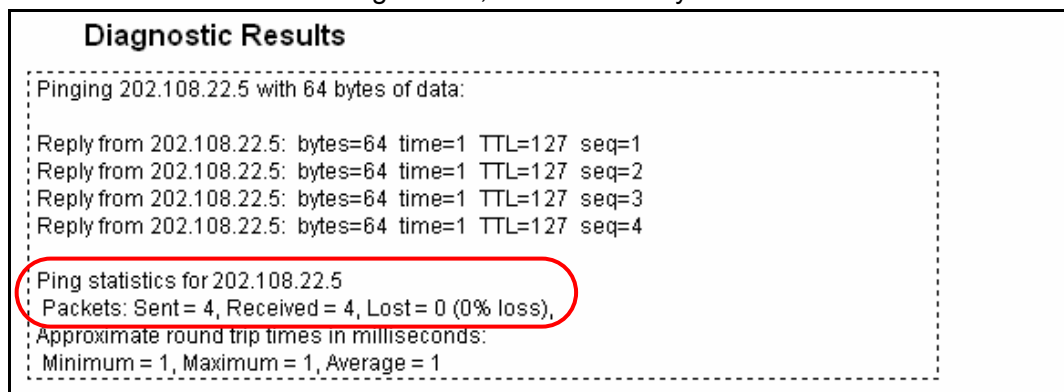 Diagnostic Results
Pinging 202.108.22.5 with 64 bytes of data:
Reply from 202.108.22.5: bytes=64 time=1 TTL=127 seq=1
Reply from 202.108.22.5: bytes=64 time=1 TTL=127 seq=2
Reply from 202.108.22.5: bytes=64 time=1 TTL=127 seq=3
Reply from 202.108.22.5: bytes=64 time=1 TTL=127 seq=4
Ping statistics for 202.108.22.5
Packets: Sent = 4, Received = 4, Lost = 0 (0% loss),
Approximate round trip times in milliseconds:
Minimum = 1, Maximum = 1, Average = 1